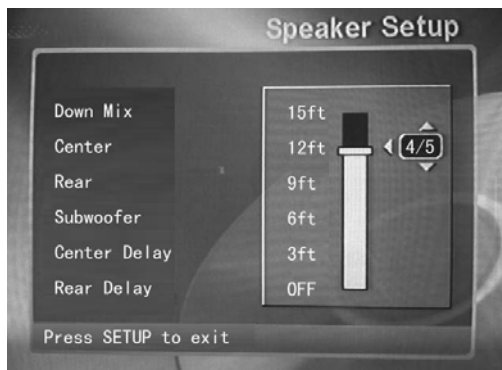 Speaker Setup
Down Mix
Center
Rear
Subwoofer
Center Delay
Rear Delay
15ft
12ft
9ft
6ft
3ft
OFF
4/5
Press SETUP to exit